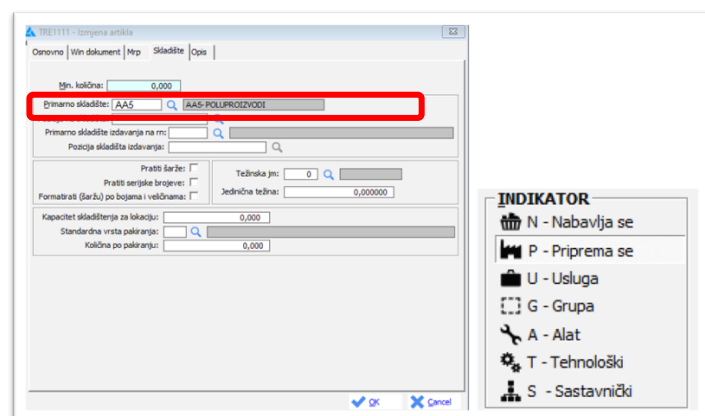 TRE1111 - Izmjena artikla
Osnovno Win dokument Mrp Skladište Opis
Min. količna: 0,000
Primarno skladište: AA5 AA5-POLUPROIZVODI
Primarno skladište izdavanja na rn:
Pozicija skladišta izdavanja:
Pratiti šarže:
Pratiti serijske brojeve:
Formatirati (šaržu) po bojama i veličnama:
Težinska jm: 0
Jedinična težina: 0,000000
Kapacitet skladištenja za lokaciju: 0,000
Standardna vrsta pakiranja:
Količina po pakiranju: 0,000
OK Cancel
INDIKATOR
N - Nabavlja se
P - Priprema se
U - Usluga
G - Grupa
A - Alat
T - Tehnološki
S - Sastavnički